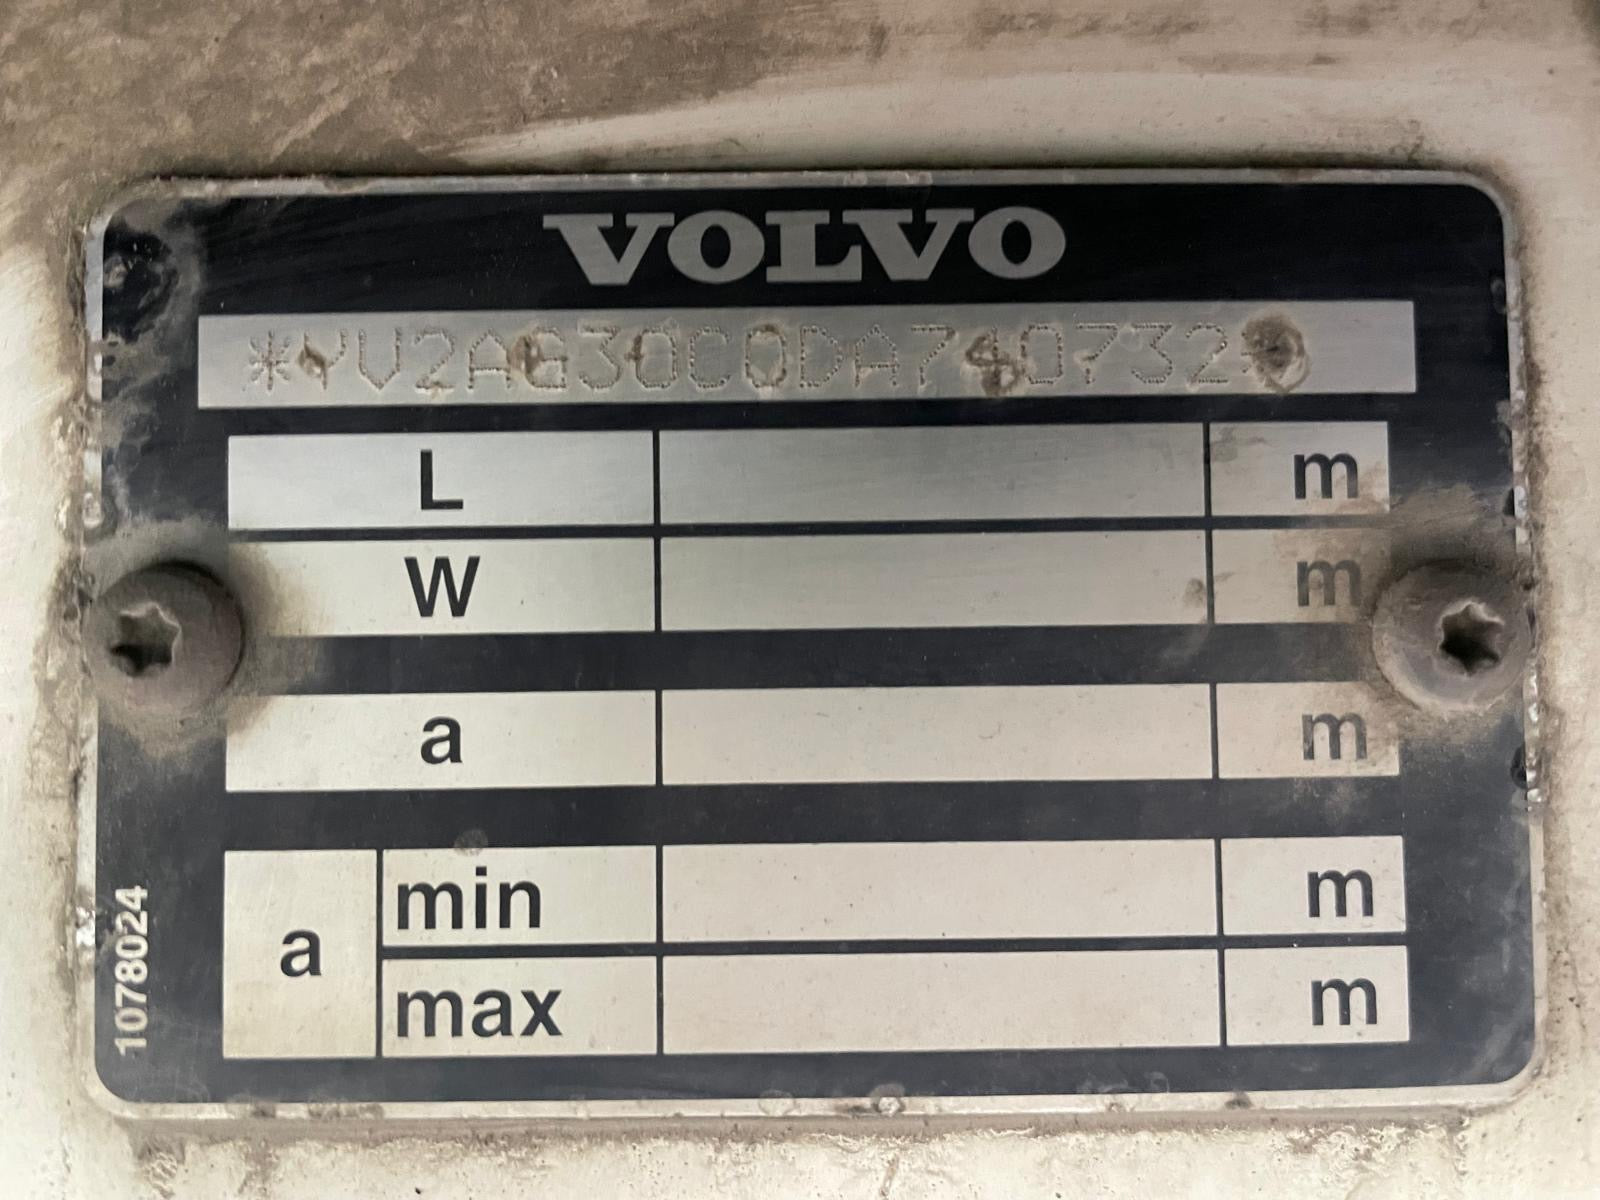 VOLVO
*YV2AG30C0DA740732*
L m
W m
a m
a min m
max m
1078024